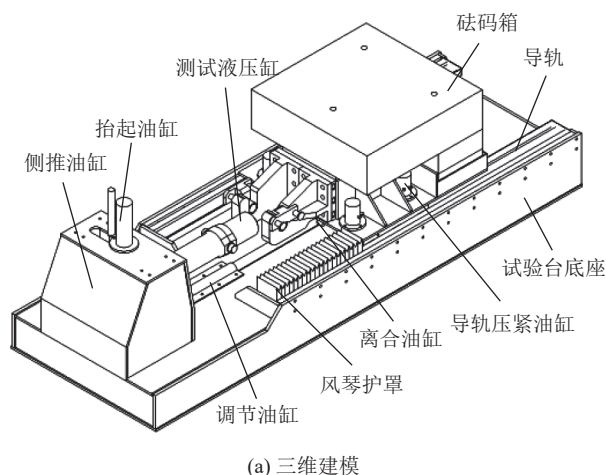 砝码箱
测试液压缸
导轨
抬起油缸
侧推油缸
试验台底座
导轨压紧油缸
离合油缸
风琴护罩
调节油缸
(a) 三维建模